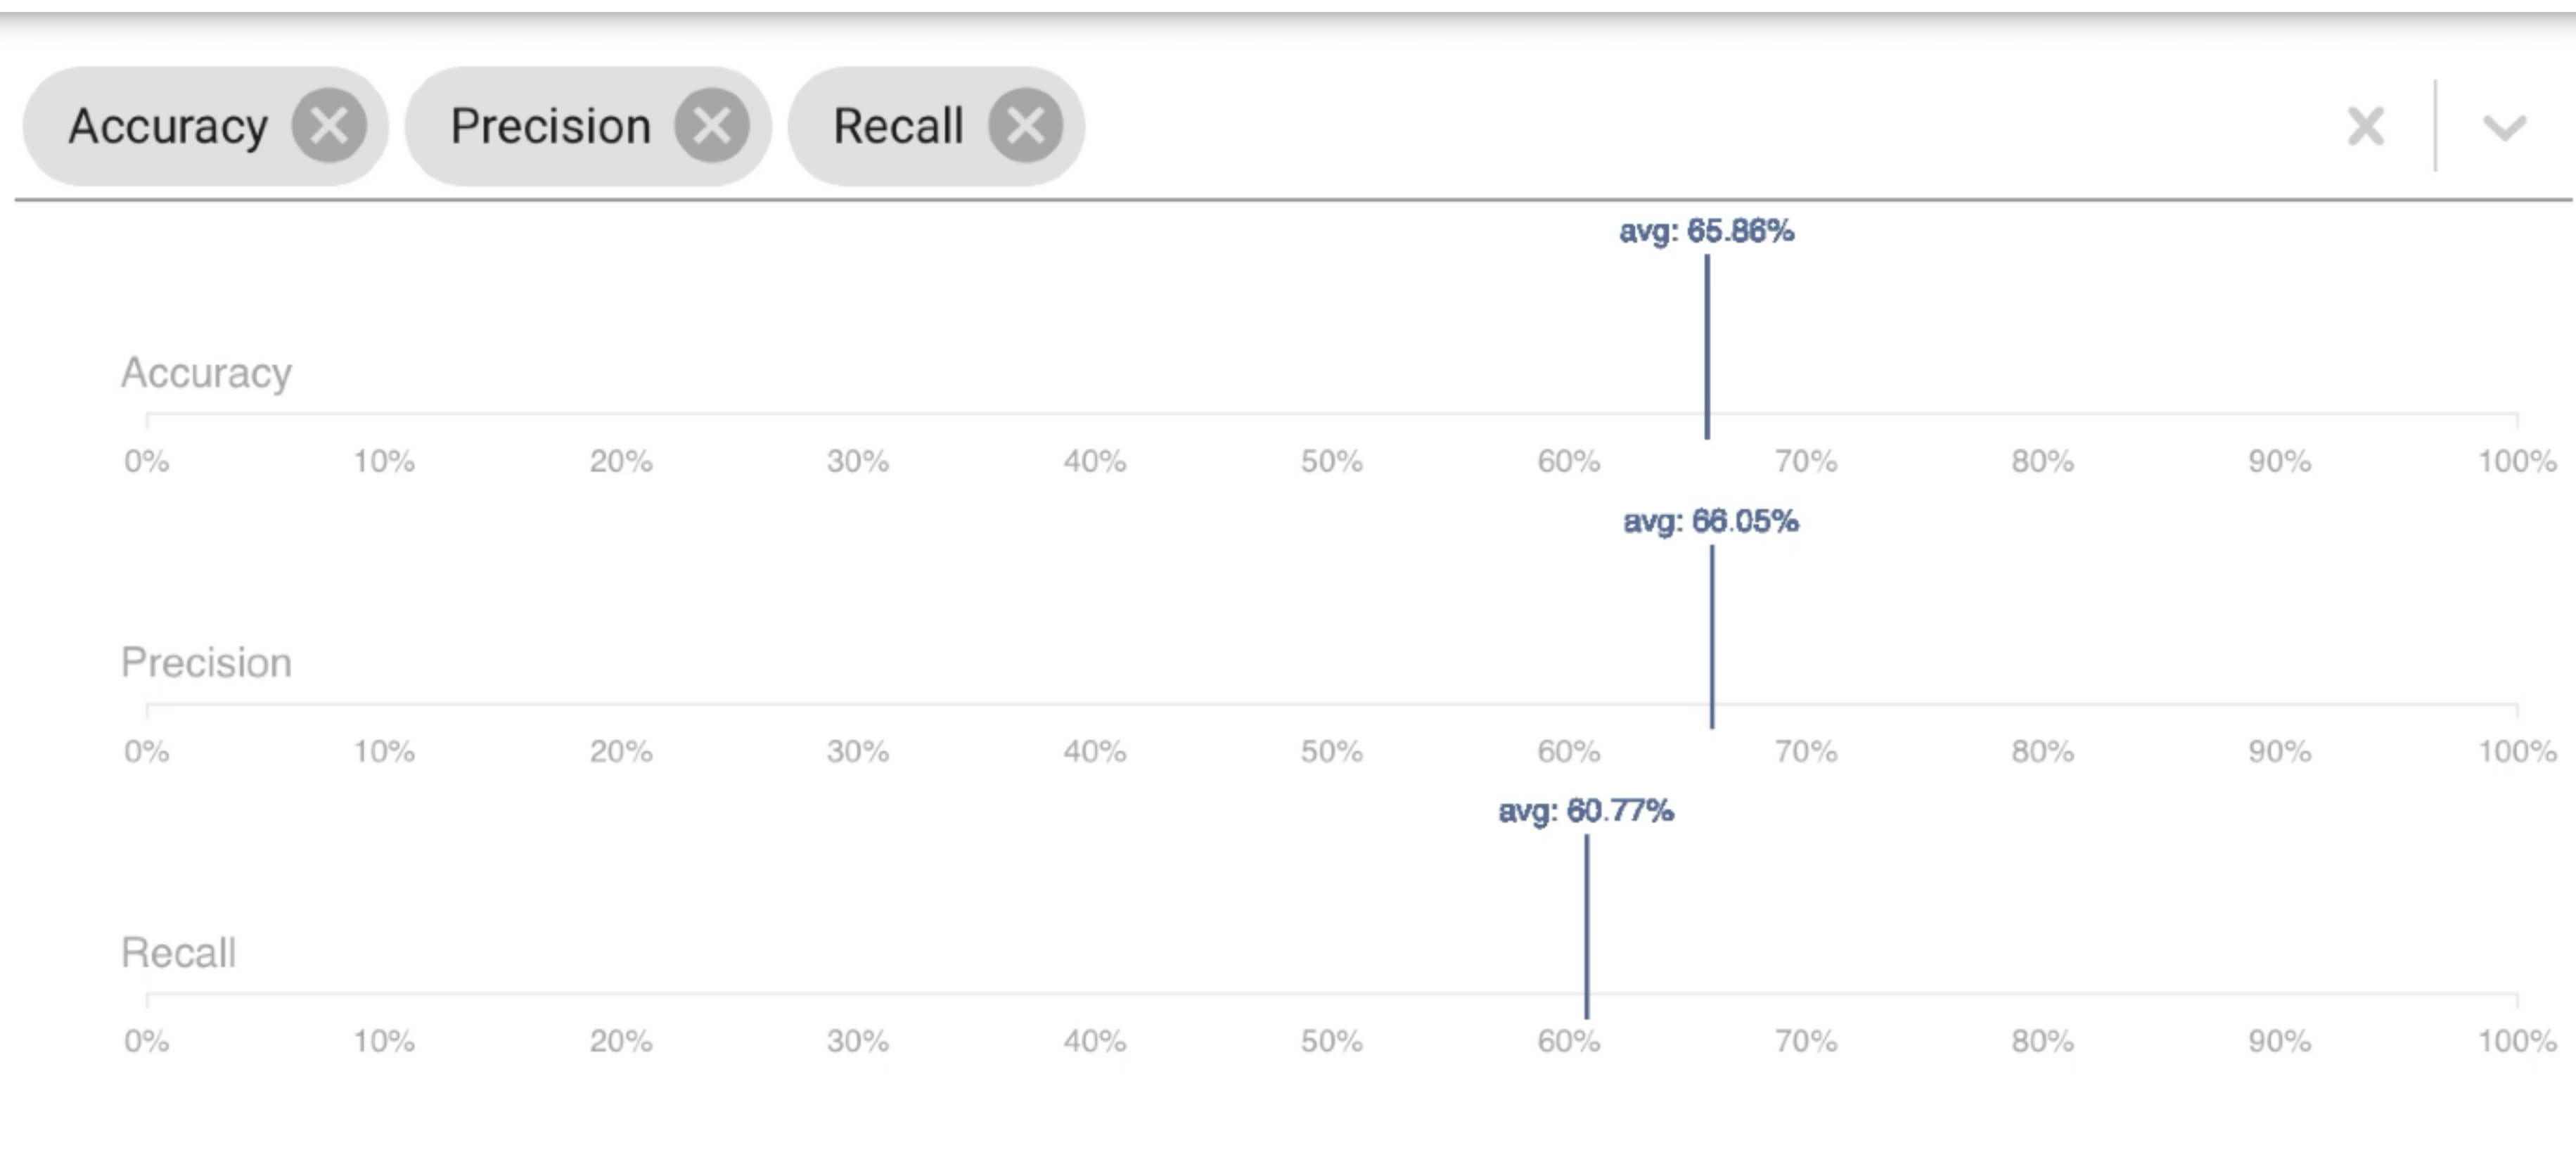 Accuracy Precision Recall
avg: 65.86%
Accuracy
0% 10% 20% 30% 40% 50% 60% 70% 80% 90% 100%
avg: 66.05%
Precision
0% 10% 20% 30% 40% 50% 60% 70% 80% 90% 100%
avg: 60.77%
Recall
0% 10% 20% 30% 40% 50% 60% 70% 80% 90% 100%